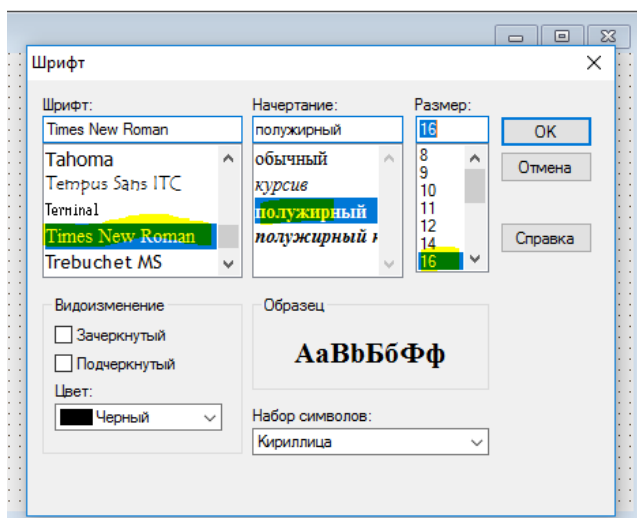 Шрифт
Шрифт:
Times New Roman
Tahoma
Tempus Sans ITC
Terminal
Times New Roman
Trebuchet MS
Начертание:
полужирный
обычный
курсив
полужирный
полужирный к
Размер:
16
8
9
10
11
12
14
16
OK
Отмена
Справка
Видоизменение
Зачеркнутый
Подчеркнутый
Цвет:
Черный
Образец
АаBbБбФф
Набор символов:
Кириллица